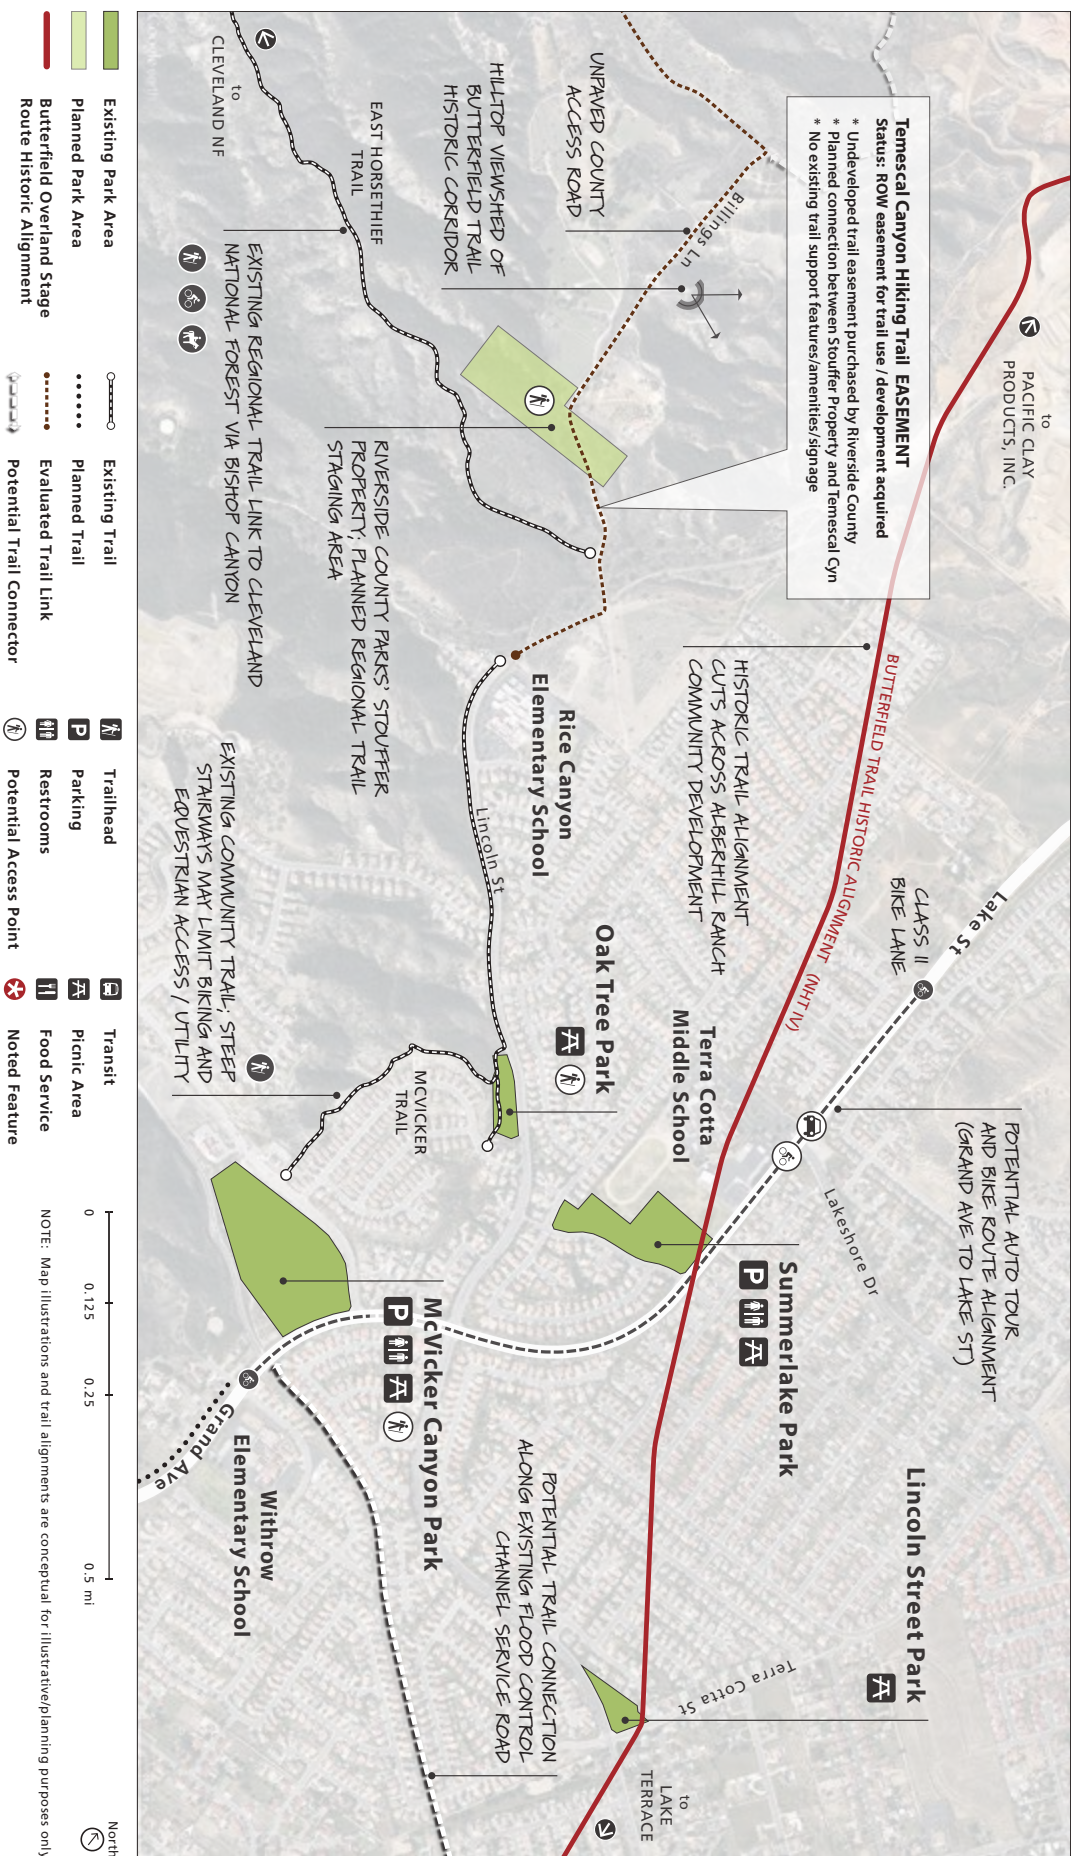 Temescal Canyon Hiking Trail EASEMENT
Status: ROW easement for trail use / development acquired
* Undeveloped trail easement purchased by Riverside County
* Planned connection between Stouffer Property and Temescal Cyn
* No existing trail support features/amenities/signage
to
PACIFIC CLAY
PRODUCTS, INC.
UNPAVED COUNTY
ACCESS ROAD
Billings Ln
HILLTOP VIEWSHED OF
BUTTERFIELD TRAIL
HISTORIC CORRIDOR
EAST HORSETHIEF
TRAIL
to
CLEVELAND NF
EXISTING REGIONAL TRAIL LINK TO CLEVELAND
NATIONAL FOREST VIA BISHOP CANYON
RIVERSIDE COUNTY PARKS' STOUFFER
PROPERTY; PLANNED REGIONAL TRAIL
STAGING AREA
BUTTERFIELD TRAIL HISTORIC ALIGNMENT (NHT IV)
HISTORIC TRAIL ALIGNMENT
CUTS ACROSS ALBERHILL RANCH
COMMUNITY DEVELOPMENT
Rice Canyon
Elementary School
Lincoln St
Lake St
CLASS II
BIKE LANE
Oak Tree Park
Terra Cotta
Middle School
EXISTING COMMUNITY TRAIL; STEEP
STAIRWAYS MAY LIMIT BIKING AND
EQUESTRIAN ACCESS / UTILITY
MCVICKER
TRAIL
POTENTIAL AUTO TOUR
AND BIKE ROUTE ALIGNMENT
(GRAND AVE TO LAKE ST)
Lakeshore Dr
Summerlake Park
P
McVicker Canyon Park
P
Grand Ave
Withrow
Elementary School
POTENTIAL TRAIL CONNECTION
ALONG EXISTING FLOOD CONTROL
CHANNEL SERVICE ROAD
Lincoln Street Park
Terra Cotta St
to
LAKE
TERRACE
Existing Park Area
Planned Park Area
Butterfield Overland Stage
Route Historic Alignment
Existing Trail
Planned Trail
Evaluated Trail Link
Potential Trail Connector
Trailhead
P Parking
Restrooms
Potential Access Point
Transit
Picnic Area
Food Service
Noted Feature
0 0.125 0.25 0.5 mi
NOTE: Map illustrations and trail alignments are conceptual for illustrative/planning purposes only
North